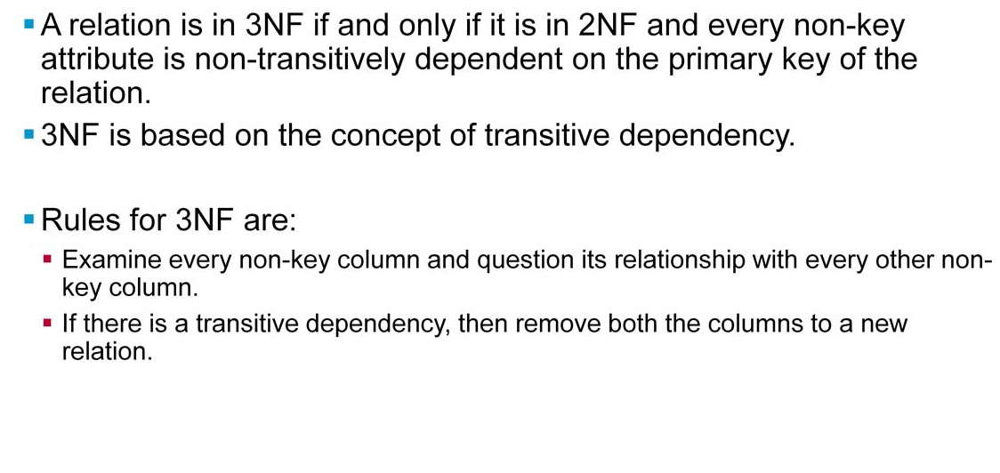 ▪ A relation is in 3NF if and only if it is in 2NF and every non-key
attribute is non-transitively dependent on the primary key of the
relation.
▪ 3NF is based on the concept of transitive dependency.
▪ Rules for 3NF are:
▪ Examine every non-key column and question its relationship with every other non-
key column.
▪ If there is a transitive dependency, then remove both the columns to a new
relation.